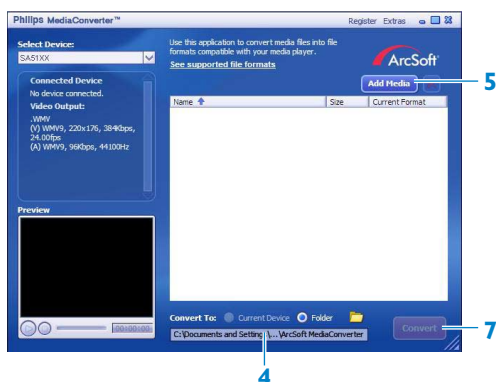 Philips MediaConverter™
Register Extras
Select Device:
SA51XX
Connected Device
No device connected.
Video Output:
.WMV
(V) WMV9, 220x176, 384kbps,
24.00fps
(A) WMV9, 96kbps, 44100Hz
Preview
00:00:00
Use this application to convert media files into file
formats compatible with your media player.
See supported file formats
ArcSoft®
Add Media
5
Name Size Current Format
Convert To: Current Device Folder
C:\Documents and Setting \...\ArcSoft MediaConverter
Convert
7
4